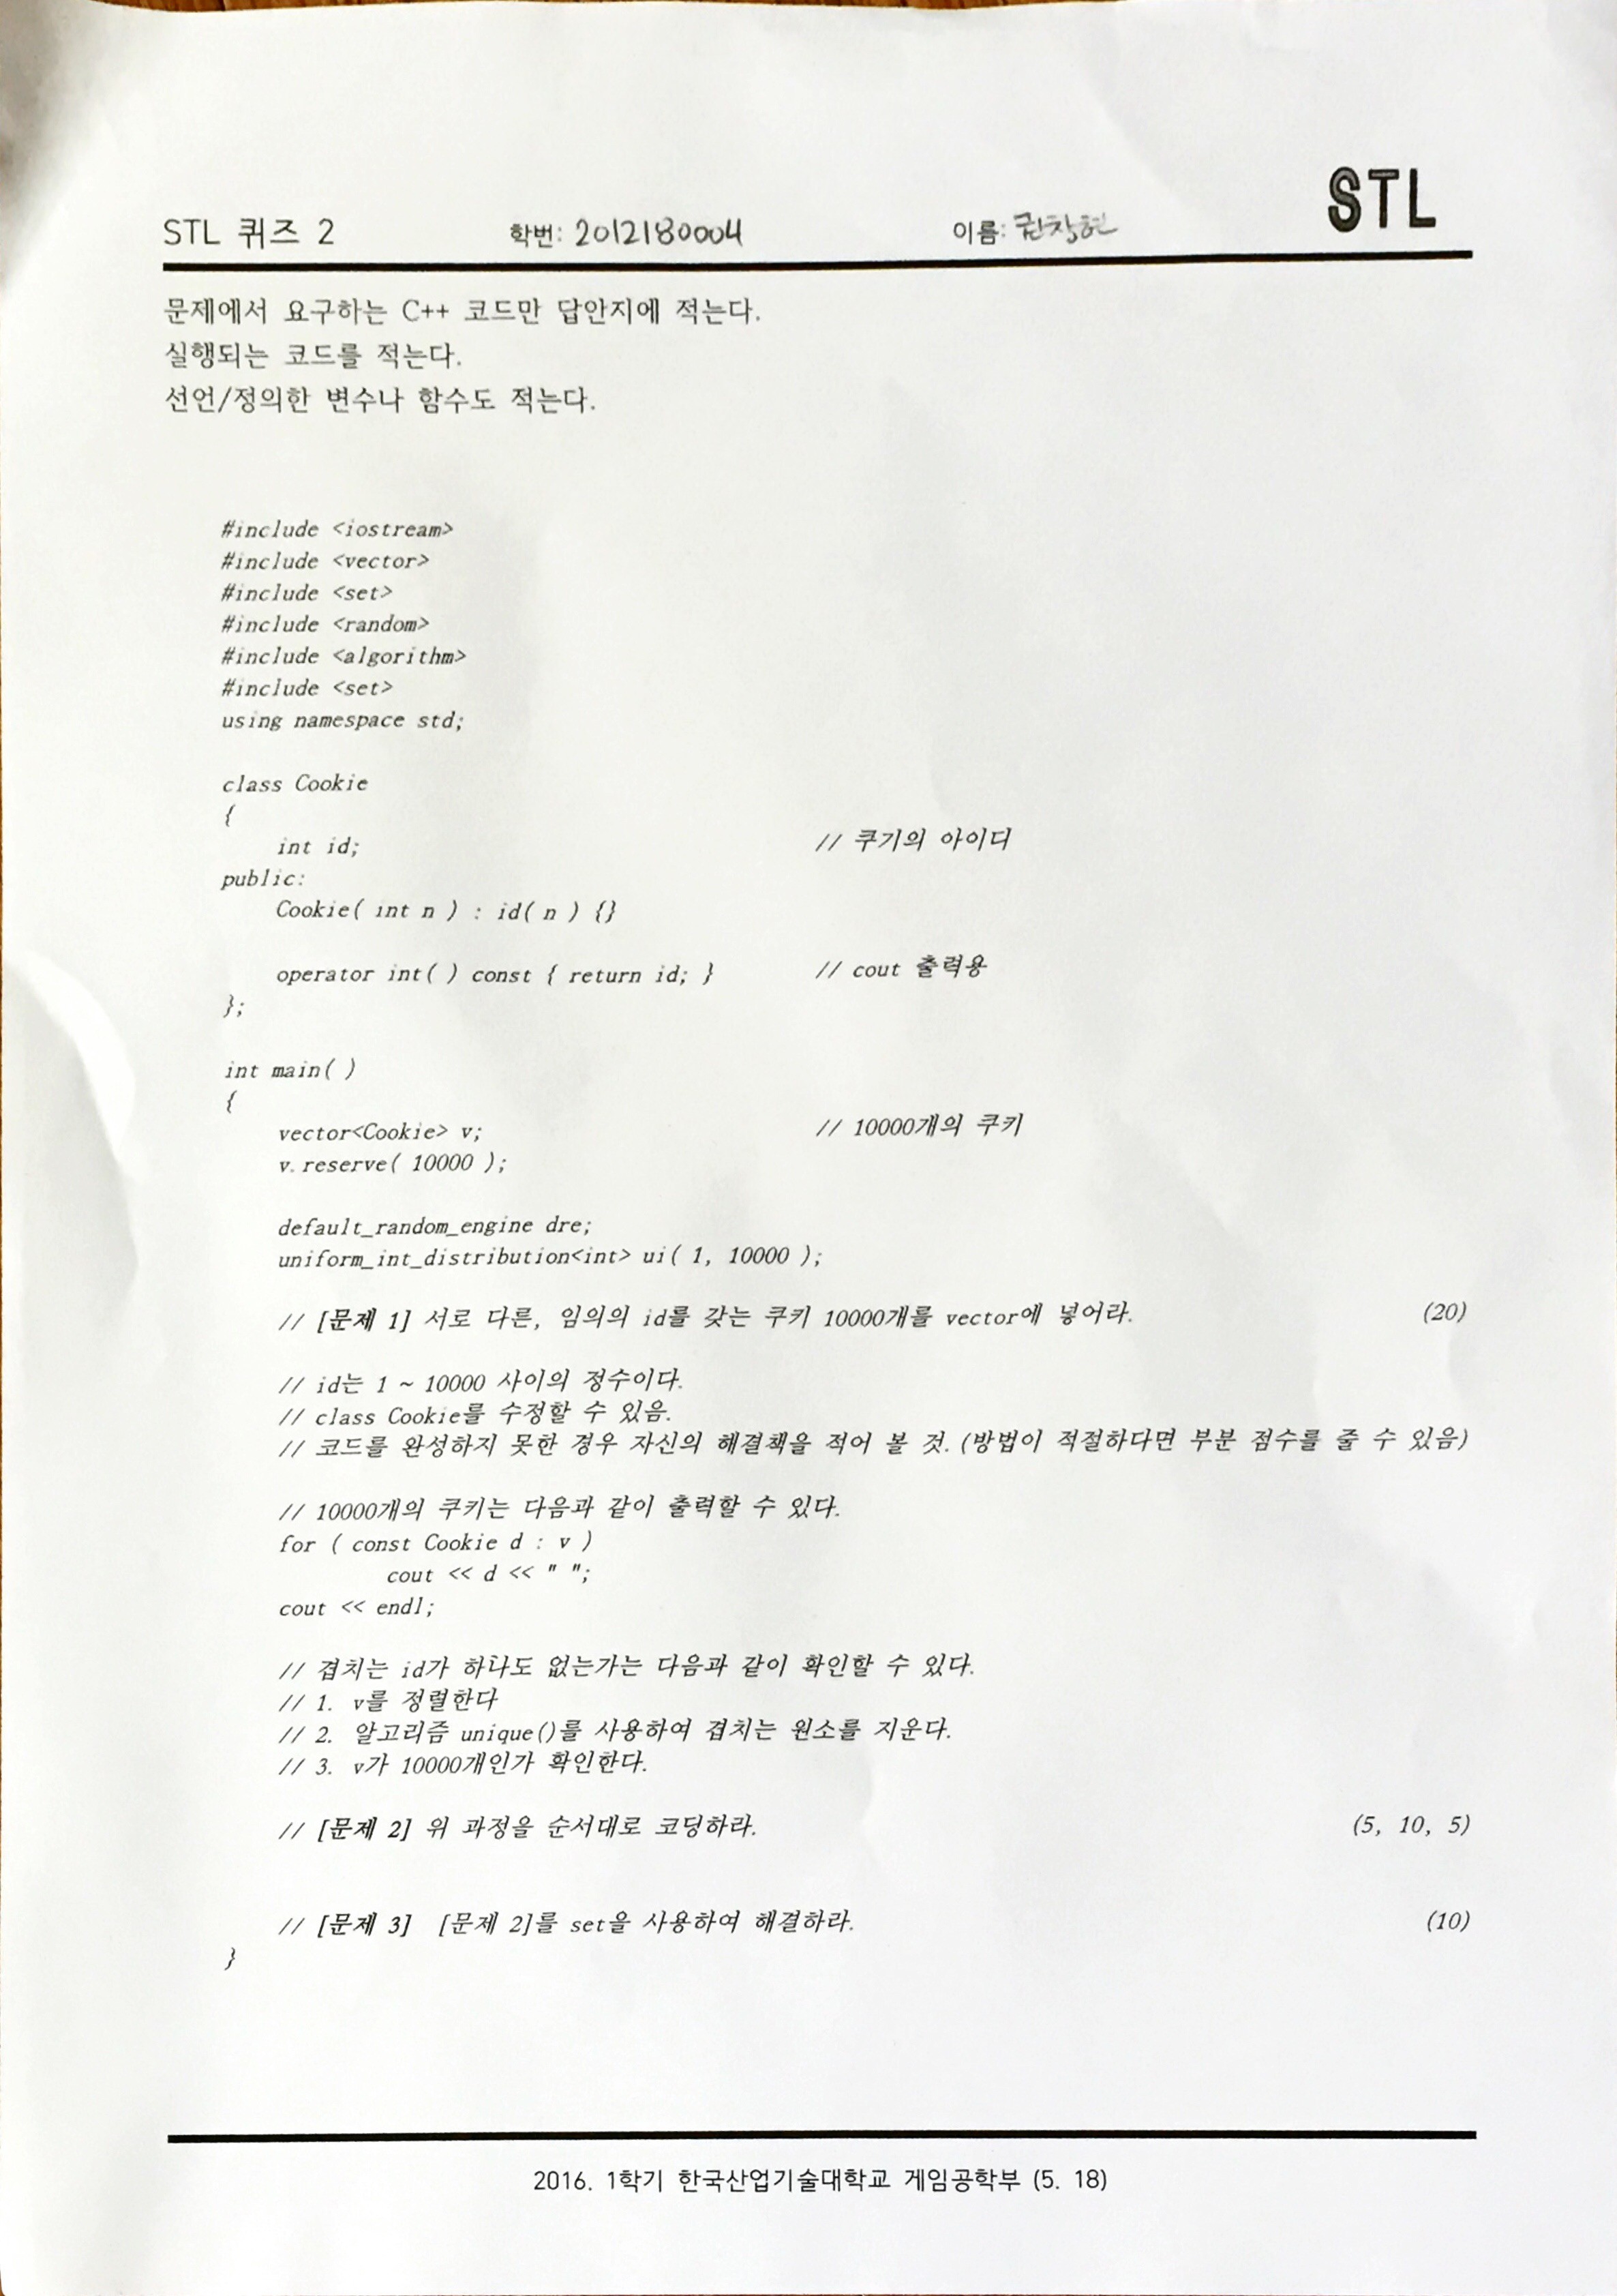 STL
STL 퀴즈 2 학번: 2012180004 이름: 권창현
문제에서 요구하는 C++ 코드만 답안지에 적는다.
실행되는 코드를 적는다.
선언/정의한 변수나 함수도 적는다.
#include <iostream>
#include <vector>
#include <set>
#include <random>
#include <algorithm>
#include <set>
using namespace std;
class Cookie
{
int id; // 쿠기의 아이디
public:
Cookie( int n ) : id( n ) {}
operator int( ) const { return id; } // cout 출력용
};
int main( )
{
vector<Cookie> v; // 10000개의 쿠키
v.reserve( 10000 );
default_random_engine dre;
uniform_int_distribution<int> ui( 1, 10000 );
// [문제 1] 서로 다른, 임의의 id를 갖는 쿠키 10000개를 vector에 넣어라. (20)
// id는 1 ~ 10000 사이의 정수이다.
// class Cookie를 수정할 수 있음.
// 코드를 완성하지 못한 경우 자신의 해결책을 적어 볼 것. (방법이 적절하다면 부분 점수를 줄 수 있음)
// 10000개의 쿠키는 다음과 같이 출력할 수 있다.
for ( const Cookie d : v )
cout << d << " ";
cout << endl;
// 겹치는 id가 하나도 없는가는 다음과 같이 확인할 수 있다.
// 1. v를 정렬한다
// 2. 알고리즘 unique()를 사용하여 겹치는 원소를 지운다.
// 3. v가 10000개인가 확인한다.
// [문제 2] 위 과정을 순서대로 코딩하라. (5, 10, 5)
// [문제 3] [문제 2]를 set을 사용하여 해결하라. (10)
}
2016. 1학기 한국산업기술대학교 게임공학부 (5. 18)